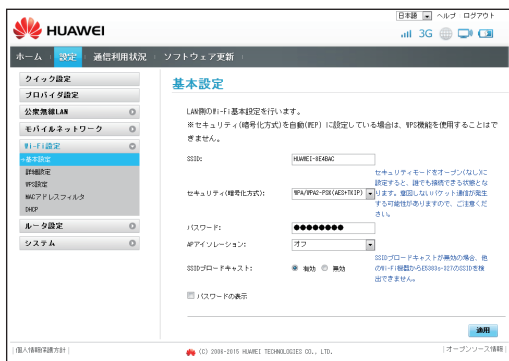 日本語 ヘルプ ログアウト
HUAWEI
3G
ホーム 設定 通信利用状況 ソフトウェア更新
クイック設定
プロバイダ設定
公衆無線LAN
モバイルネットワーク
Wi-Fi設定
基本設定
詳細設定
WPS設定
MACアドレスフィルタ
DHCP
ルータ設定
システム
基本設定
LAN側のWi-Fi基本設定を行います。
※セキュリティ(暗号化方式)を自動(WEP)に設定している場合は、WPS機能を使用することはで
きません。
SSID: HUAWEI-8E4BAC
セキュリティモードをオープン(なし)に
設定すると、誰でも接続できる状態とな
ります。意図しないパケット通信が発生
する可能性がありますので、ご注意くだ
さい。
セキュリティ(暗号化方式): WPA/WPA2-PSK(AES+TKIP)
パスワード: ●●●●●●●●
APアイソレーション: オフ
SSIDブロードキャスト: 有効 無効
SSIDブロードキャストが無効の場合、他
のWi-Fi機器からE5383s-327のSSIDを検
出できません。
パスワードの表示
適用
個人情報保護方針
(C) 2006-2015 HUAWEI TECHNOLOGIES CO., LTD.
オープンソース情報